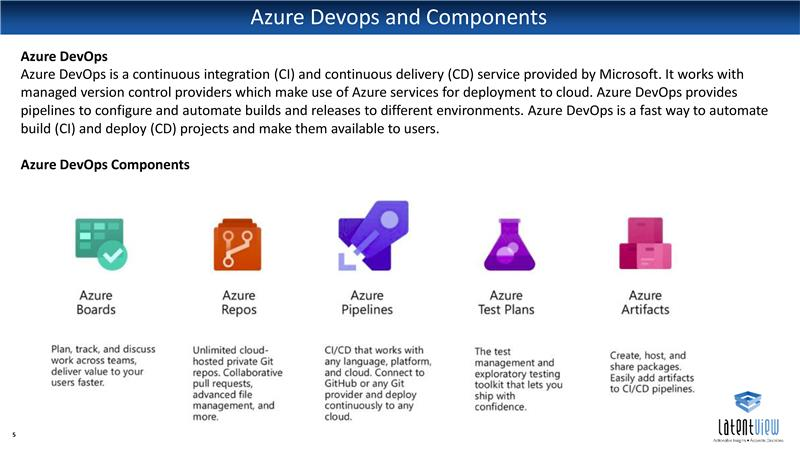 Azure Devops and Components
Azure DevOps
Azure DevOps is a continuous integration (CI) and continuous delivery (CD) service provided by Microsoft. It works with
managed version control providers which make use of Azure services for deployment to cloud. Azure DevOps provides
pipelines to configure and automate builds and releases to different environments. Azure DevOps is a fast way to automate
build (CI) and deploy (CD) projects and make them available to users.
Azure DevOps Components
Azure
Boards
Plan, track, and discuss
work across teams,
deliver value to your
users faster.
Azure
Repos
Unlimited cloud-
hosted private Git
repos. Collaborative
pull requests,
advanced file
management, and
more.
Azure
Pipelines
CI/CD that works with
any language, platform,
and cloud. Connect to
GitHub or any Git
provider and deploy
continuously to any
cloud.
Azure
Test Plans
The test
management and
exploratory testing
toolkit that lets you
ship with
confidence.
Azure
Artifacts
Create, host, and
share packages.
Easily add artifacts
to CI/CD pipelines.
LatentView
Actionable Insights • Accurate Decisions
5